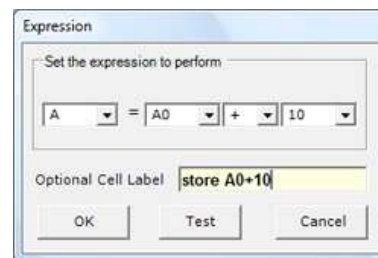 Expression
Set the expression to perform
A = A0 + 10
Optional Cell Label store A0+10
OK Test Cancel